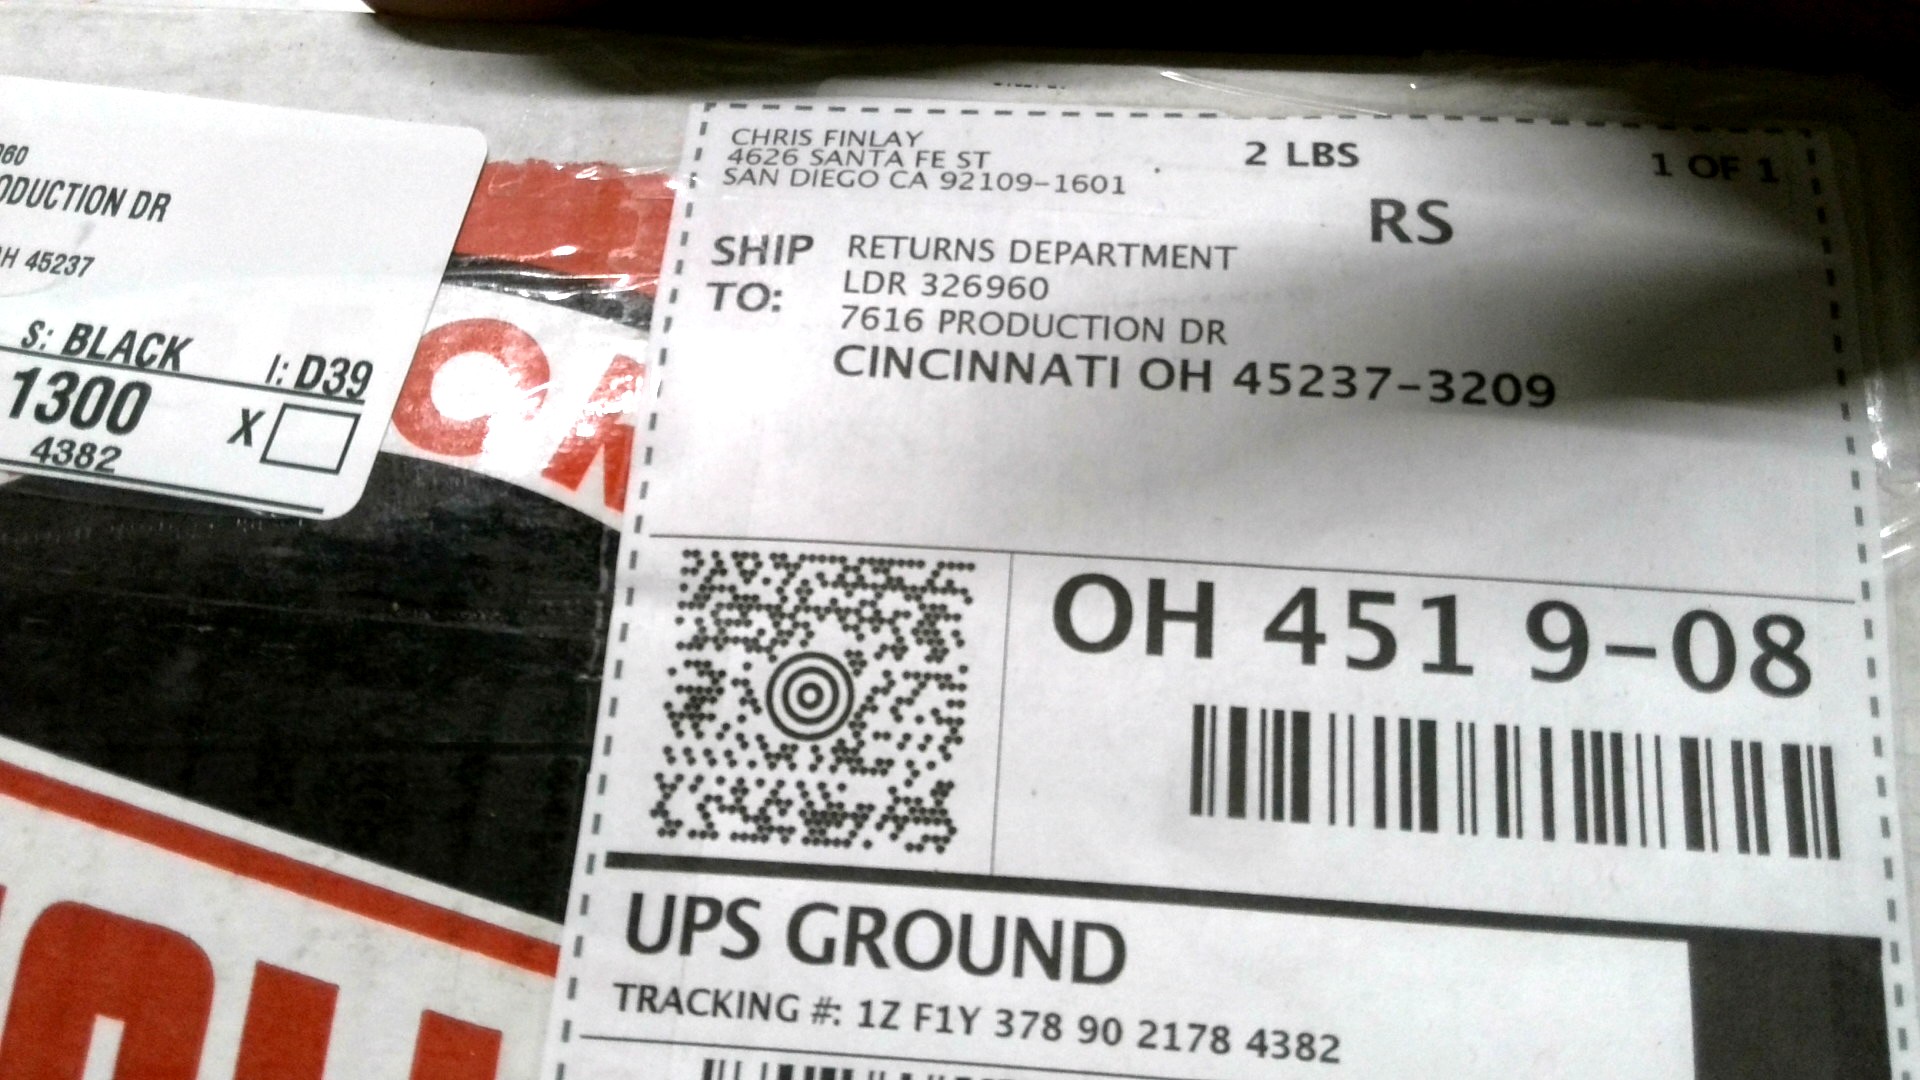 060
ODUCTION DR
H 45237
S: BLACK I: D39
1300 X
4382
CHRIS FINLAY
4626 SANTA FE ST
SAN DIEGO CA 92109-1601
2 LBS
1 OF 1
RS
SHIP TO:
RETURNS DEPARTMENT
LDR 326960
7616 PRODUCTION DR
CINCINNATI OH 45237-3209
OH 451 9-08
UPS GROUND
TRACKING #: 1Z F1Y 378 90 2178 4382